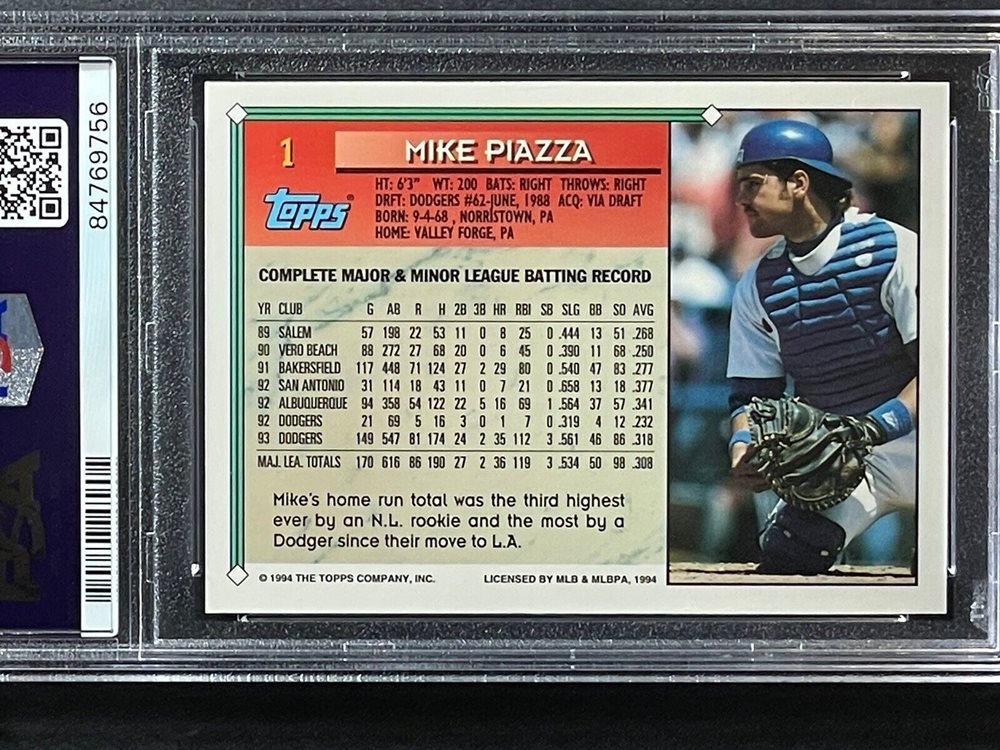 84769756
1
MIKE PIAZZA
topps
HT: 6'3" WT: 200 BATS: RIGHT THROWS: RIGHT
DRFT: DODGERS #62-JUNE, 1988 ACQ: VIA DRAFT
BORN: 9-4-68 , NORRISTOWN, PA
HOME: VALLEY FORGE, PA
COMPLETE MAJOR & MINOR LEAGUE BATTING RECORD
YR CLUB G AB R H 2B 3B HR RBI SB SLG BB SO AVG
89 SALEM 57 198 22 53 11 0 8 25 0 .444 13 51 .268
90 VERO BEACH 88 272 27 68 20 0 6 45 0 .390 11 68 .250
91 BAKERSFIELD 117 448 71 124 27 2 29 80 0 .540 47 83 .277
92 SAN ANTONIO 31 114 18 43 11 0 7 21 0 .658 13 18 .377
92 ALBUQUERQUE 94 358 54 122 22 5 16 69 1 .564 37 57 .341
92 DODGERS 21 69 5 16 3 0 1 7 0 .319 4 12 .232
93 DODGERS 149 547 81 174 24 2 35 112 3 .561 46 86 .318
MAJ. LEA. TOTALS 170 616 86 190 27 2 36 119 3 .534 50 98 .308
Mike's home run total was the third highest
ever by an N.L. rookie and the most by a
Dodger since their move to L.A.
© 1994 THE TOPPS COMPANY, INC. LICENSED BY MLB & MLBPA, 1994